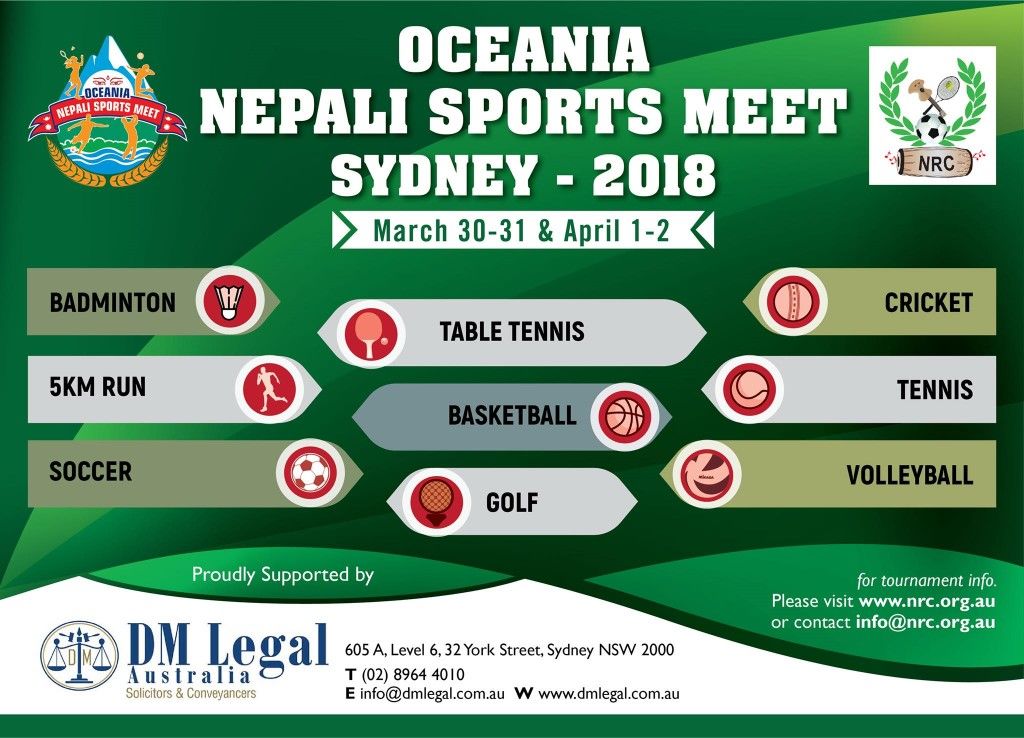 OCEANIA
NEPALI SPORTS MEET
SYDNEY - 2018
March 30-31 & April 1-2
OCEANIA
NEPALI SPORTS MEET
NRC
BADMINTON
TABLE TENNIS
CRICKET
5KM RUN
BASKETBALL
TENNIS
SOCCER
GOLF
MIKASA
VOLLEYBALL
Proudly Supported by
for tournament info.
Please visit www.nrc.org.au
or contact info@nrc.org.au
D M
DM Legal
Australia
Solicitors & Conveyancers
605 A, Level 6, 32 York Street, Sydney NSW 2000
T (02) 8964 4010
E info@dmlegal.com.au W www.dmlegal.com.au